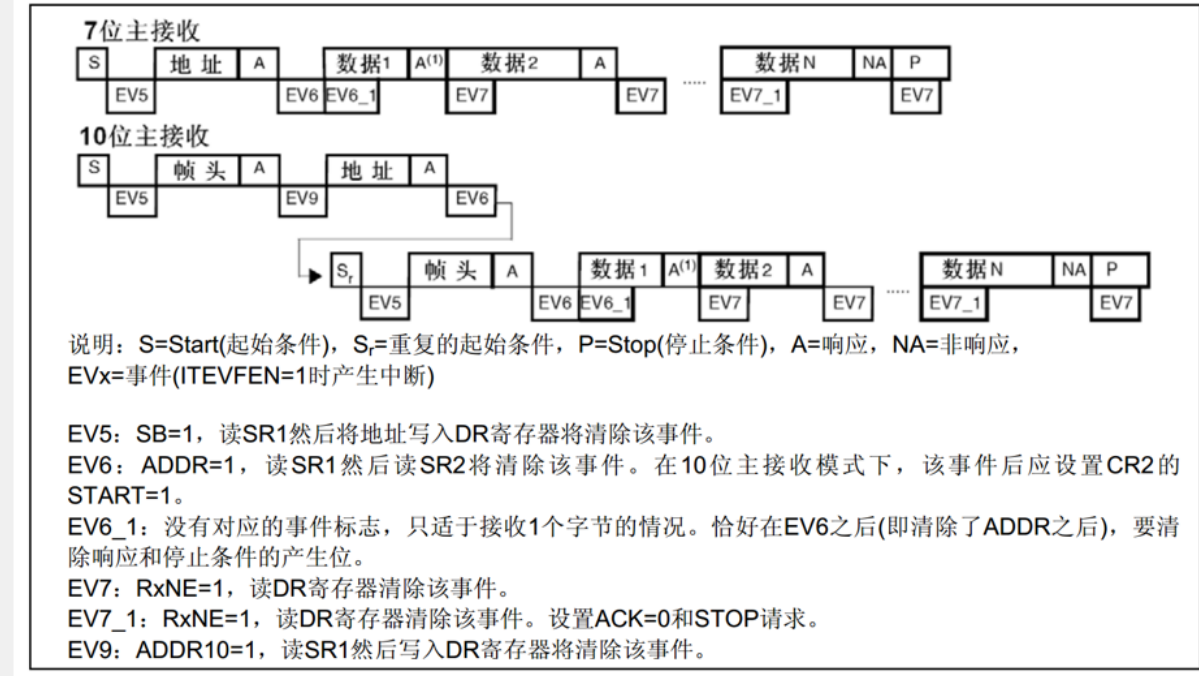 7位主接收
S 地址 A 数据1 A(1) 数据2 A ..... 数据N NA P
EV5 EV6 EV6_1 EV7 EV7 EV7_1 EV7
10位主接收
S 帧头 A 地址 A
EV5 EV9 EV6
Sr 帧头 A 数据1 A(1) 数据2 A ..... 数据N NA P
EV5 EV6 EV6_1 EV7 EV7 EV7_1 EV7
说明：S=Start(起始条件)，Sr=重复的起始条件，P=Stop(停止条件)，A=响应，NA=非响应，
EVx=事件(ITEVFEN=1时产生中断)
EV5：SB=1，读SR1然后将地址写入DR寄存器将清除该事件。
EV6：ADDR=1，读SR1然后读SR2将清除该事件。在10位主接收模式下，该事件后应设置CR2的
START=1。
EV6_1：没有对应的事件标志，只适于接收1个字节的情况。恰好在EV6之后(即清除了ADDR之后)，要清
除响应和停止条件的产生位。
EV7：RxNE=1，读DR寄存器清除该事件。
EV7_1：RxNE=1，读DR寄存器清除该事件。设置ACK=0和STOP请求。
EV9：ADDR10=1，读SR1然后写入DR寄存器将清除该事件。